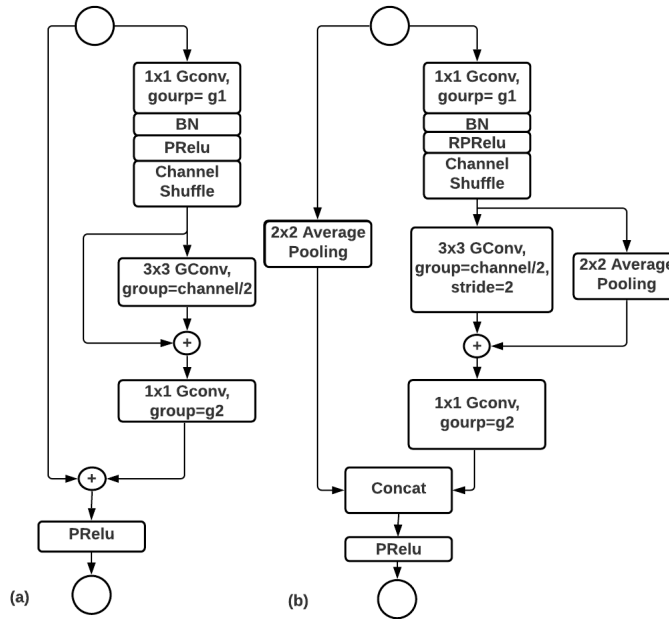 1x1 Gconv,
gourp= g1
BN
PRelu
Channel
Shuffle
3x3 GConv,
group=channel/2
+
1x1 Gconv,
group=g2
+
PRelu
(a)
1x1 Gconv,
gourp= g1
BN
RPRelu
Channel
Shuffle
2x2 Average
Pooling
3x3 GConv,
group=channel/2,
stride=2
2x2 Average
Pooling
+
1x1 Gconv,
gourp=g2
Concat
PRelu
(b)